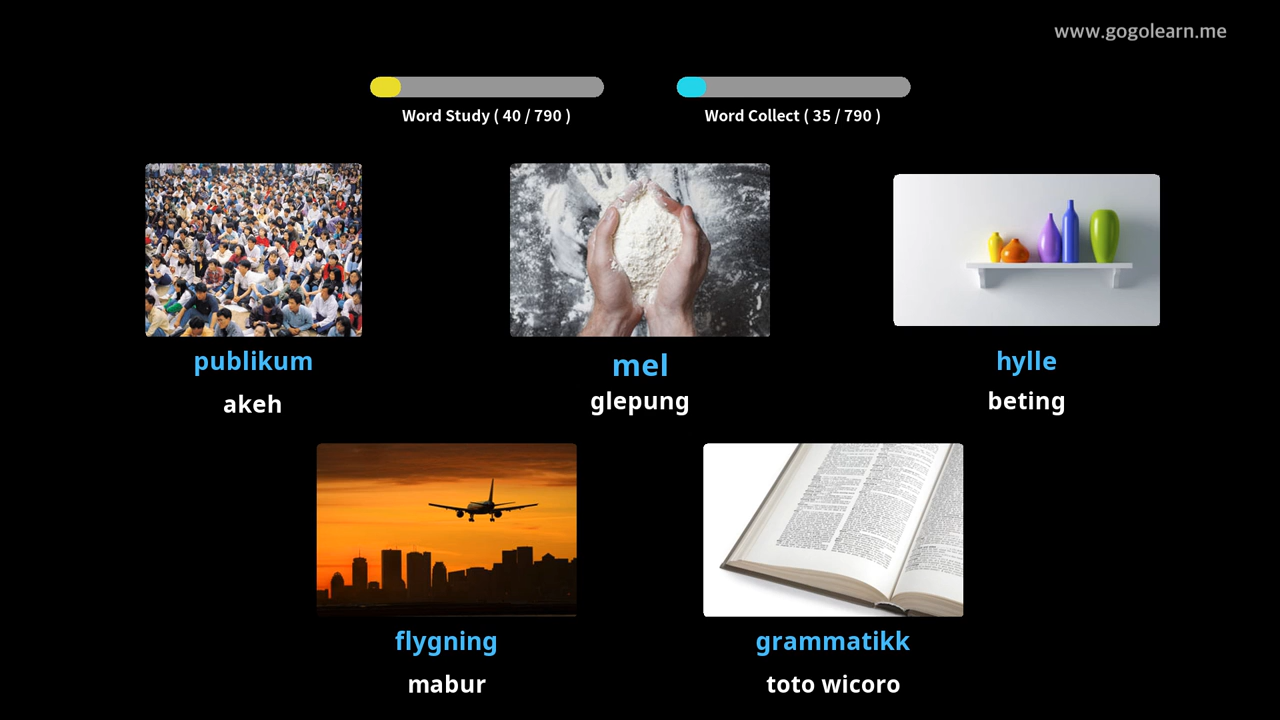 www.gogolearn.me
Word Study ( 40 / 790 )
Word Collect ( 35 / 790 )
publikum
akeh
mel
glepung
hylle
beting
flygning
mabur
grammatikk
toto wicoro